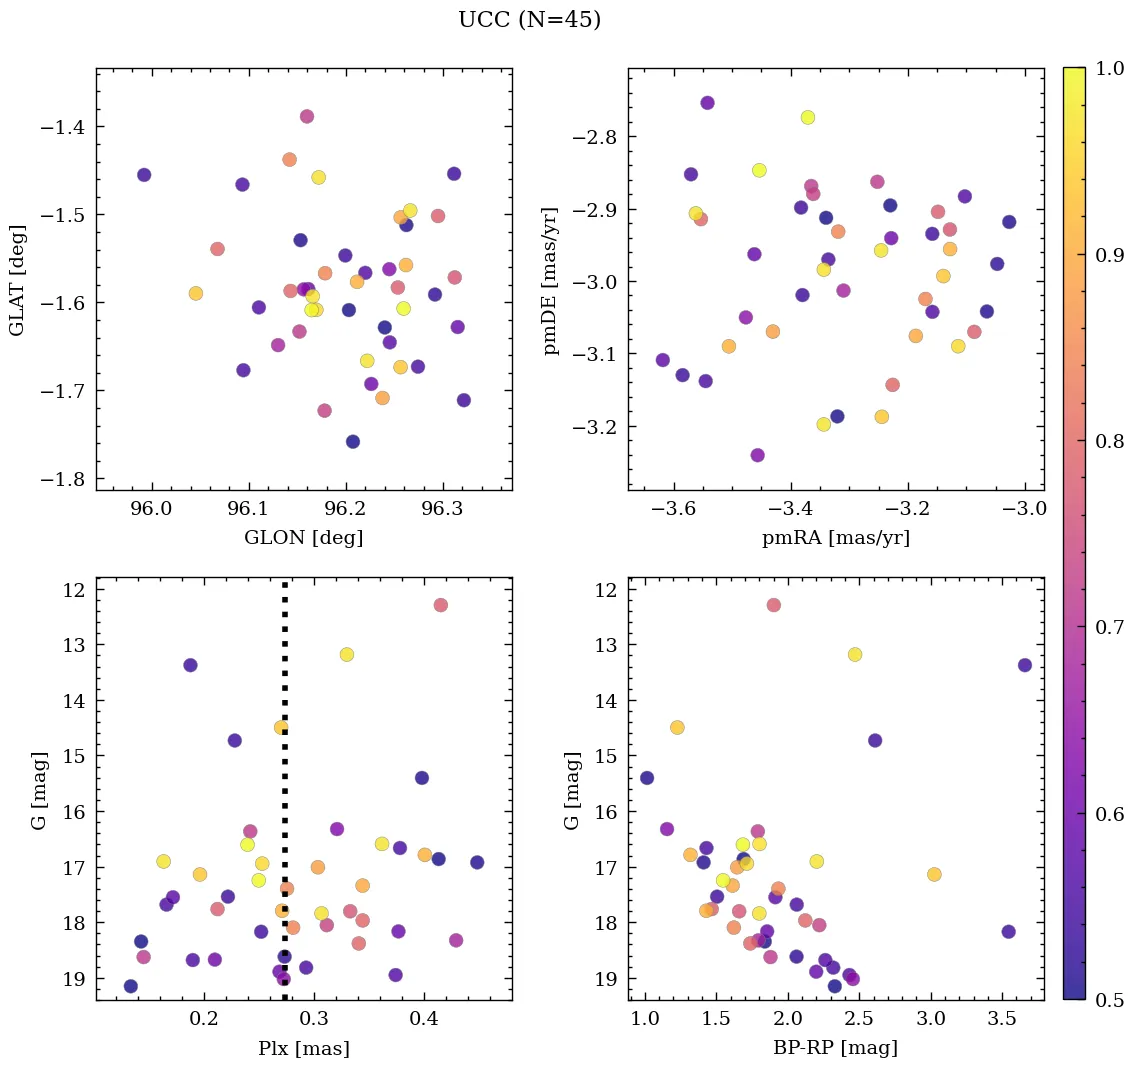 UCC (N=45)
−1.4
−1.5
−1.6
−1.7
−1.8
GLAT [deg]
96.0 96.1 96.2 96.3
GLON [deg]
−2.8
−2.9
−3.0
−3.1
−3.2
pmDE [mas/yr]
−3.6 −3.4 −3.2 −3.0
pmRA [mas/yr]
1.0
0.9
0.8
0.7
0.6
0.5
12
13
14
15
16
17
18
19
G [mag]
0.2 0.3 0.4
Plx [mas]
12
13
14
15
16
17
18
19
G [mag]
1.0 1.5 2.0 2.5 3.0 3.5
BP-RP [mag]